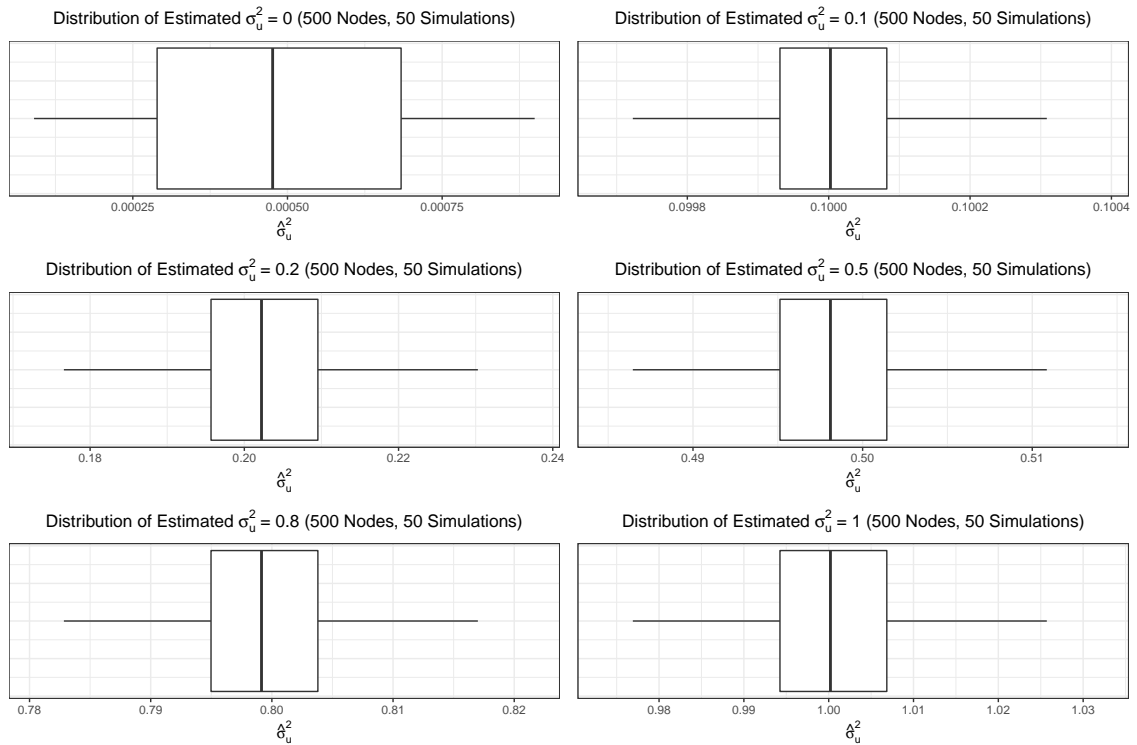 Distribution of Estimated σ_u^2 = 0 (500 Nodes, 50 Simulations)
0.00025 0.00050 0.00075
σ̂_u^2
Distribution of Estimated σ_u^2 = 0.1 (500 Nodes, 50 Simulations)
0.0998 0.1000 0.1002 0.1004
σ̂_u^2
Distribution of Estimated σ_u^2 = 0.2 (500 Nodes, 50 Simulations)
0.18 0.20 0.22 0.24
σ̂_u^2
Distribution of Estimated σ_u^2 = 0.5 (500 Nodes, 50 Simulations)
0.49 0.50 0.51
σ̂_u^2
Distribution of Estimated σ_u^2 = 0.8 (500 Nodes, 50 Simulations)
0.78 0.79 0.80 0.81 0.82
σ̂_u^2
Distribution of Estimated σ_u^2 = 1 (500 Nodes, 50 Simulations)
0.98 0.99 1.00 1.01 1.02 1.03
σ̂_u^2